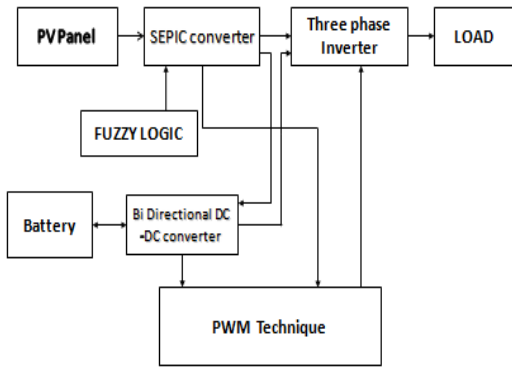 PV Panel
SEPIC converter
Three phase
Inverter
LOAD
FUZZY LOGIC
Battery
Bi Directional DC
-DC converter
PWM Technique